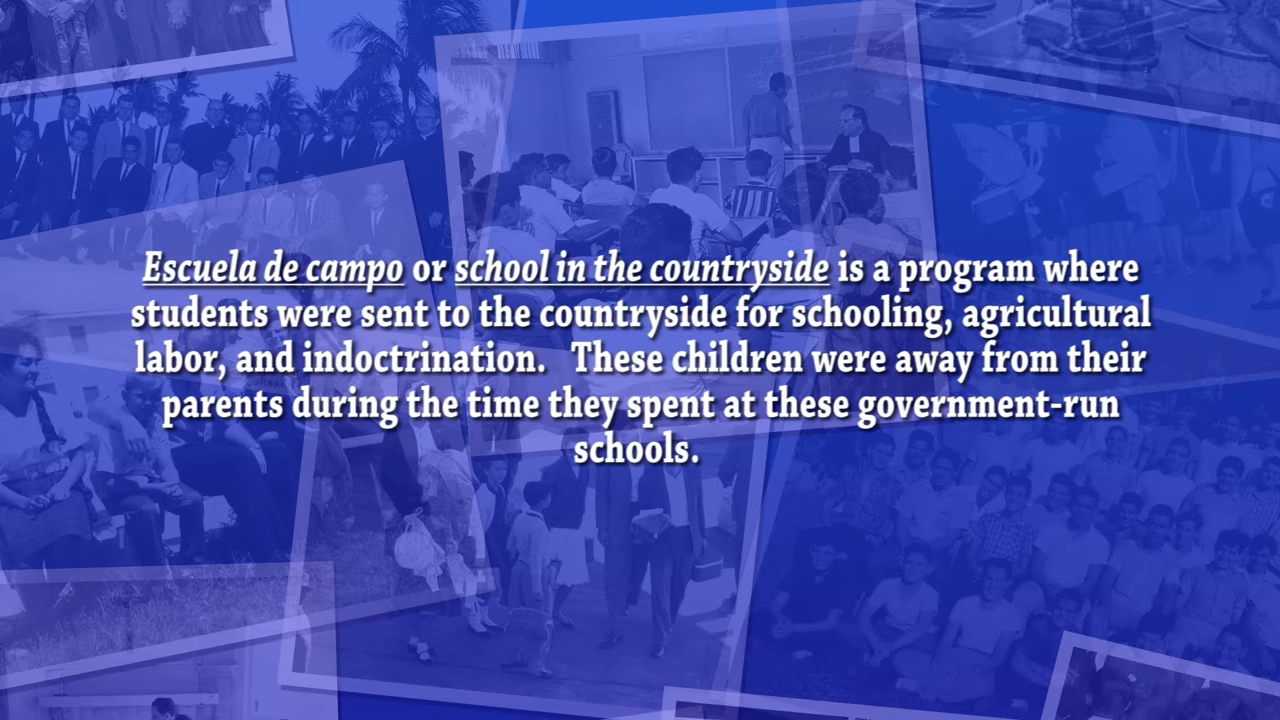 Escuela de campo or school in the countryside is a program where
students were sent to the countryside for schooling, agricultural
labor, and indoctrination.   These children were away from their
parents during the time they spent at these government-run
schools.